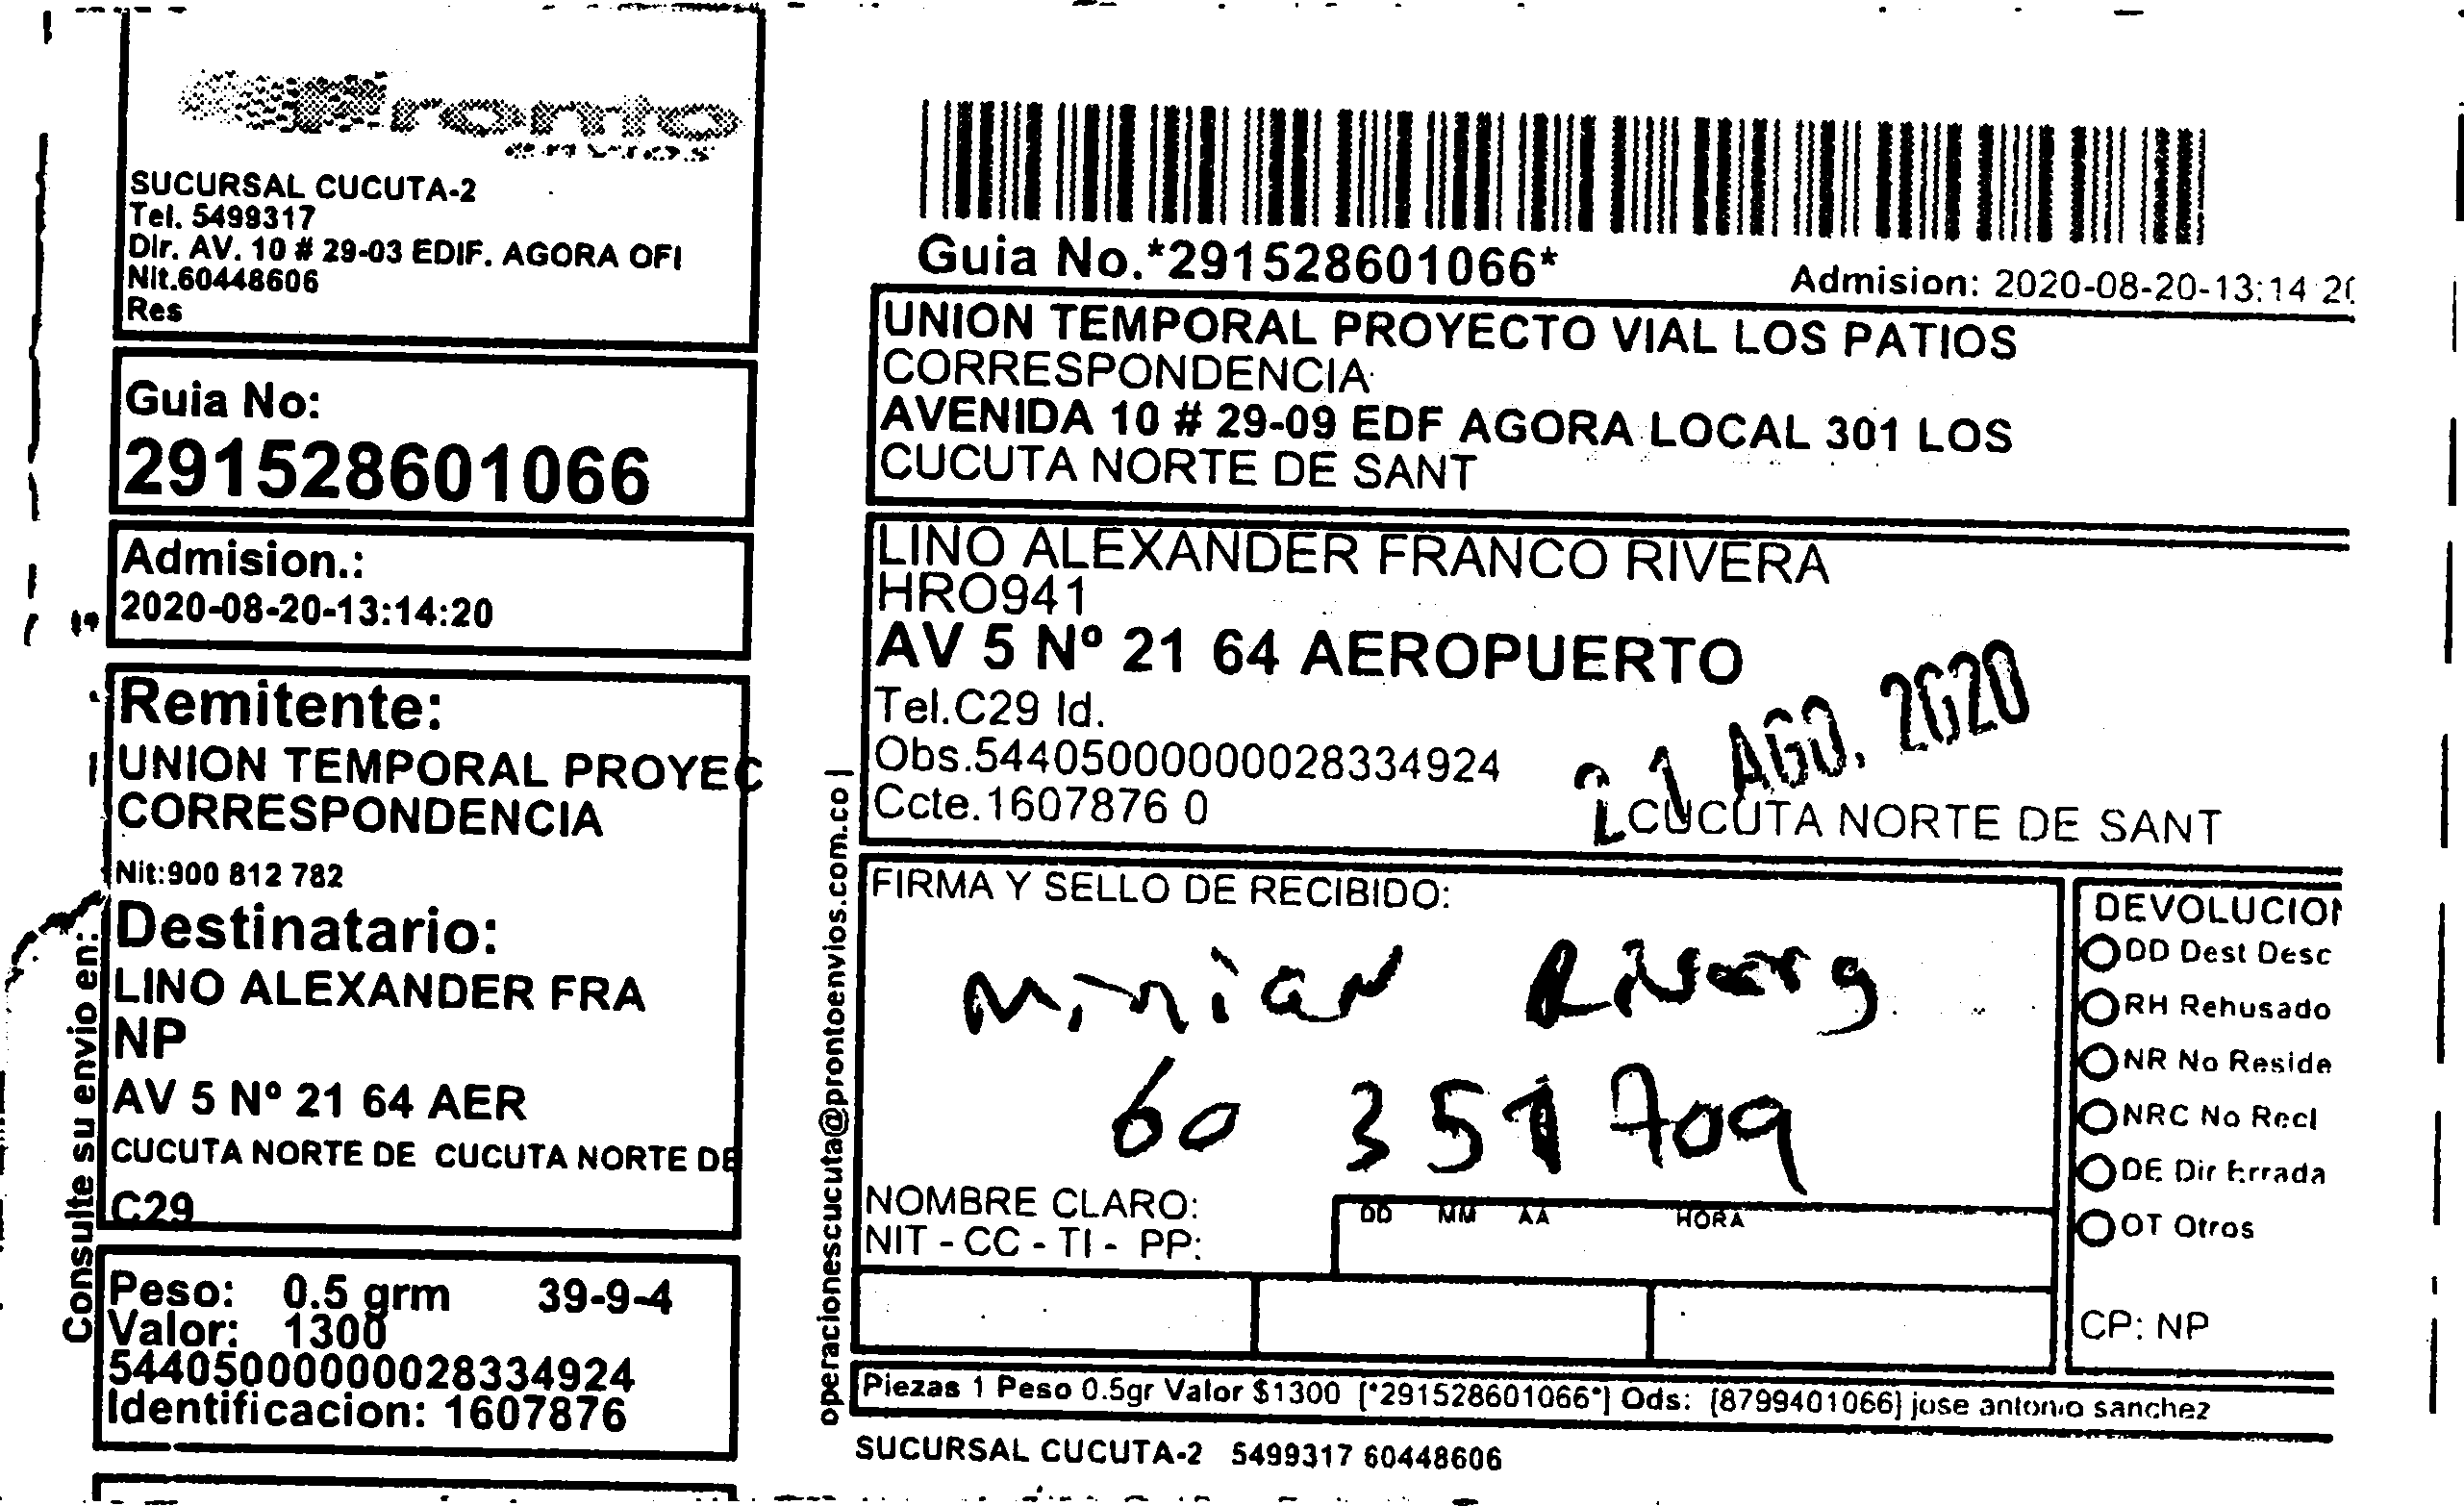 Pronto
envios
SUCURSAL CUCUTA-2
Tel. 5499317
Dir. AV. 10 # 29-03 EDIF. AGORA OFI
Nit.60448606
Res
Guia No:
291528601066
Admision.:
2020-08-20-13:14:20
Remitente:
UNION TEMPORAL PROYEC
CORRESPONDENCIA
Nit:900 812 782
Destinatario:
LINO ALEXANDER FRA
NP
AV 5 Nº 21 64 AER
CUCUTA NORTE DE CUCUTA NORTE DE
C29
Peso: 0.5 grm 39-9-4
Valor: 1300
544050000000028334924
Identificacion: 1607876
Consulte su envio en:
operacionescucuta@prontoenvios.com.co |
Guia No.*291528601066*
Admision: 2020-08-20-13:14:20
UNION TEMPORAL PROYECTO VIAL LOS PATIOS
CORRESPONDENCIA
AVENIDA 10 # 29-09 EDF AGORA LOCAL 301 LOS
CUCUTA NORTE DE SANT
LINO ALEXANDER FRANCO RIVERA
HRO941
AV 5 Nº 21 64 AEROPUERTO
Tel.C29 Id.
Obs.544050000000028334924
Ccte.1607876 0
21 AGO. 2020
CUCUTA NORTE DE SANT
FIRMA Y SELLO DE RECIBIDO:
Miriam Rivera
60 351 709
NOMBRE CLARO:
NIT - CC - TI - PP:
DD MM AA HORA
DEVOLUCION
DD Dest Desc
RH Rehusado
NR No Reside
NRC No Recl
DE Dir Errada
OT Otros
CP: NP
Piezas 1 Peso 0.5gr Valor $1300 [*291528601066*] Ods: [8799401066] jose antonio sanchez
SUCURSAL CUCUTA-2 5499317 60448606